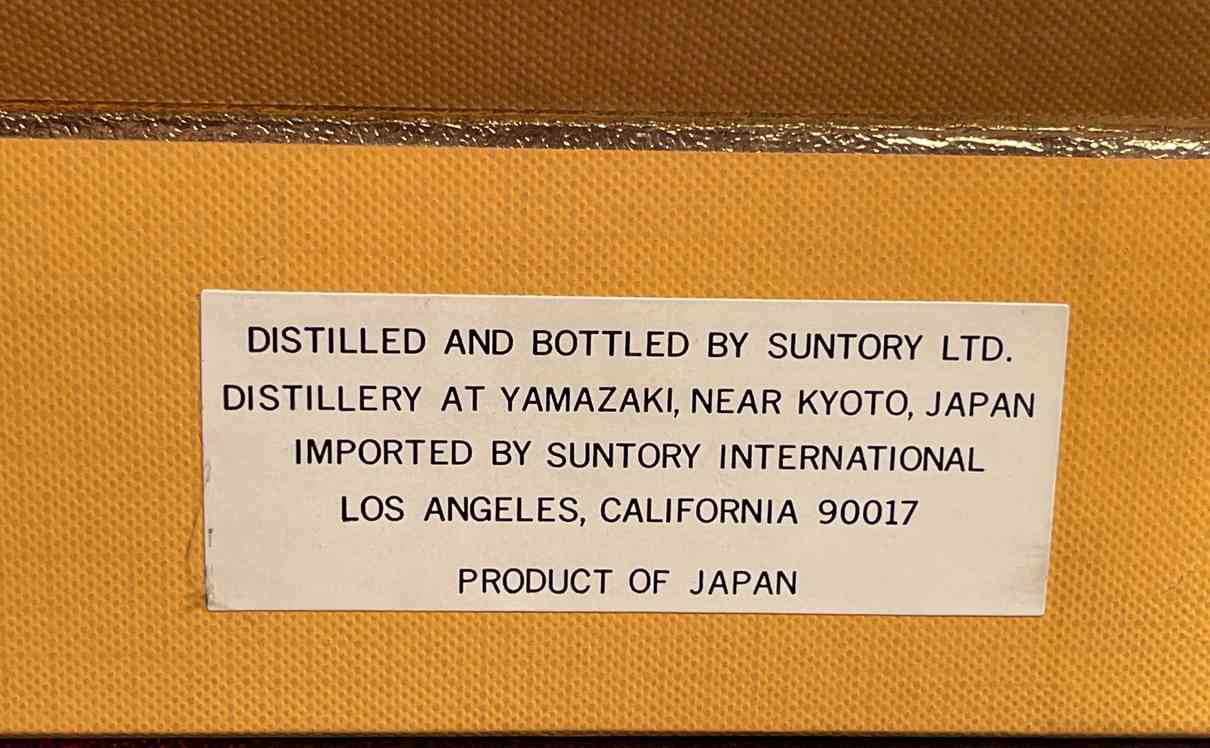 DISTILLED AND BOTTLED BY SUNTORY LTD.
DISTILLERY AT YAMAZAKI, NEAR KYOTO, JAPAN
IMPORTED BY SUNTORY INTERNATIONAL
LOS ANGELES, CALIFORNIA 90017
PRODUCT OF JAPAN